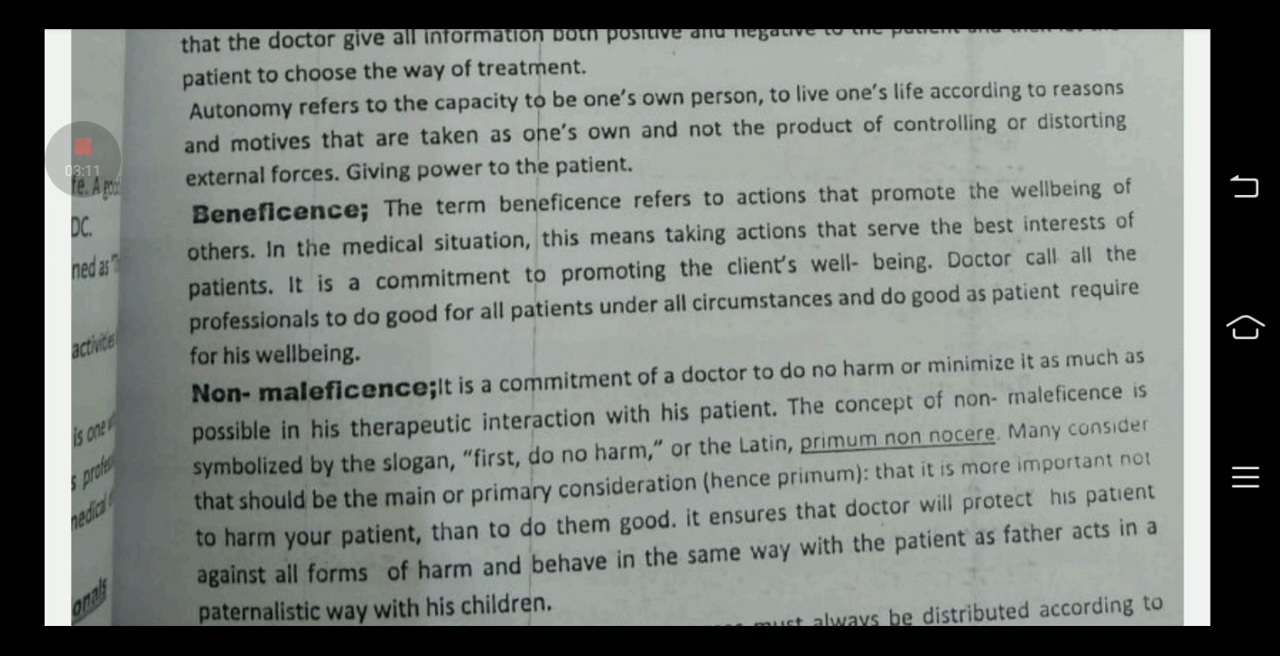 that the doctor give all information both positive and negative to the patient and then let the
patient to choose the way of treatment.
Autonomy refers to the capacity to be one's own person, to live one's life according to reasons
and motives that are taken as one's own and not the product of controlling or distorting
external forces. Giving power to the patient.
Beneficence; The term beneficence refers to actions that promote the wellbeing of
others. In the medical situation, this means taking actions that serve the best interests of
patients. It is a commitment to promoting the client's well- being. Doctor call all the
professionals to do good for all patients under all circumstances and do good as patient require
for his wellbeing.
Non- maleficence;It is a commitment of a doctor to do no harm or minimize it as much as
possible in his therapeutic interaction with his patient. The concept of non- maleficence is
symbolized by the slogan, "first, do no harm," or the Latin, primum non nocere. Many consider
that should be the main or primary consideration (hence primum): that it is more important not
to harm your patient, than to do them good. it ensures that doctor will protect his patient
against all forms of harm and behave in the same way with the patient as father acts in a
paternalistic way with his children.
must always be distributed according to
03:11
fe. A
DC.
ned as
activities
is one
medical
onals